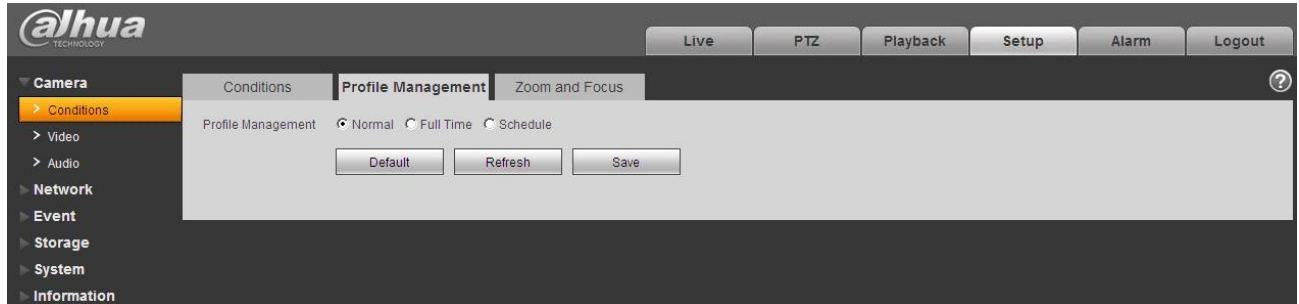 alhua
TECHNOLOGY
Live PTZ Playback Setup Alarm Logout
Camera
Conditions
Video
Audio
Network
Event
Storage
System
Information
Conditions Profile Management Zoom and Focus
?
Profile Management Normal Full Time Schedule
Default Refresh Save